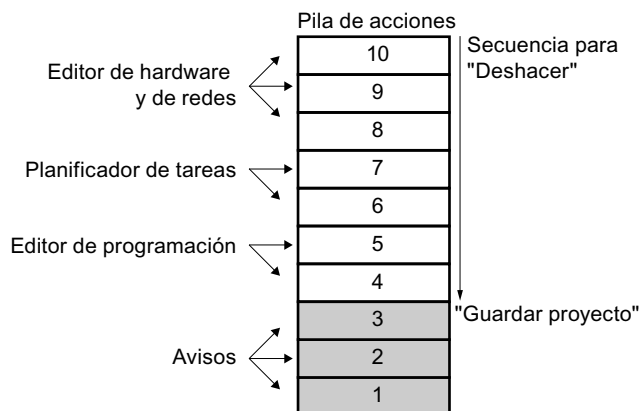 Pila de acciones
Secuencia para
"Deshacer"
Editor de hardware
y de redes
10
9
8
Planificador de tareas
7
6
Editor de programación
5
4
"Guardar proyecto"
Avisos
3
2
1